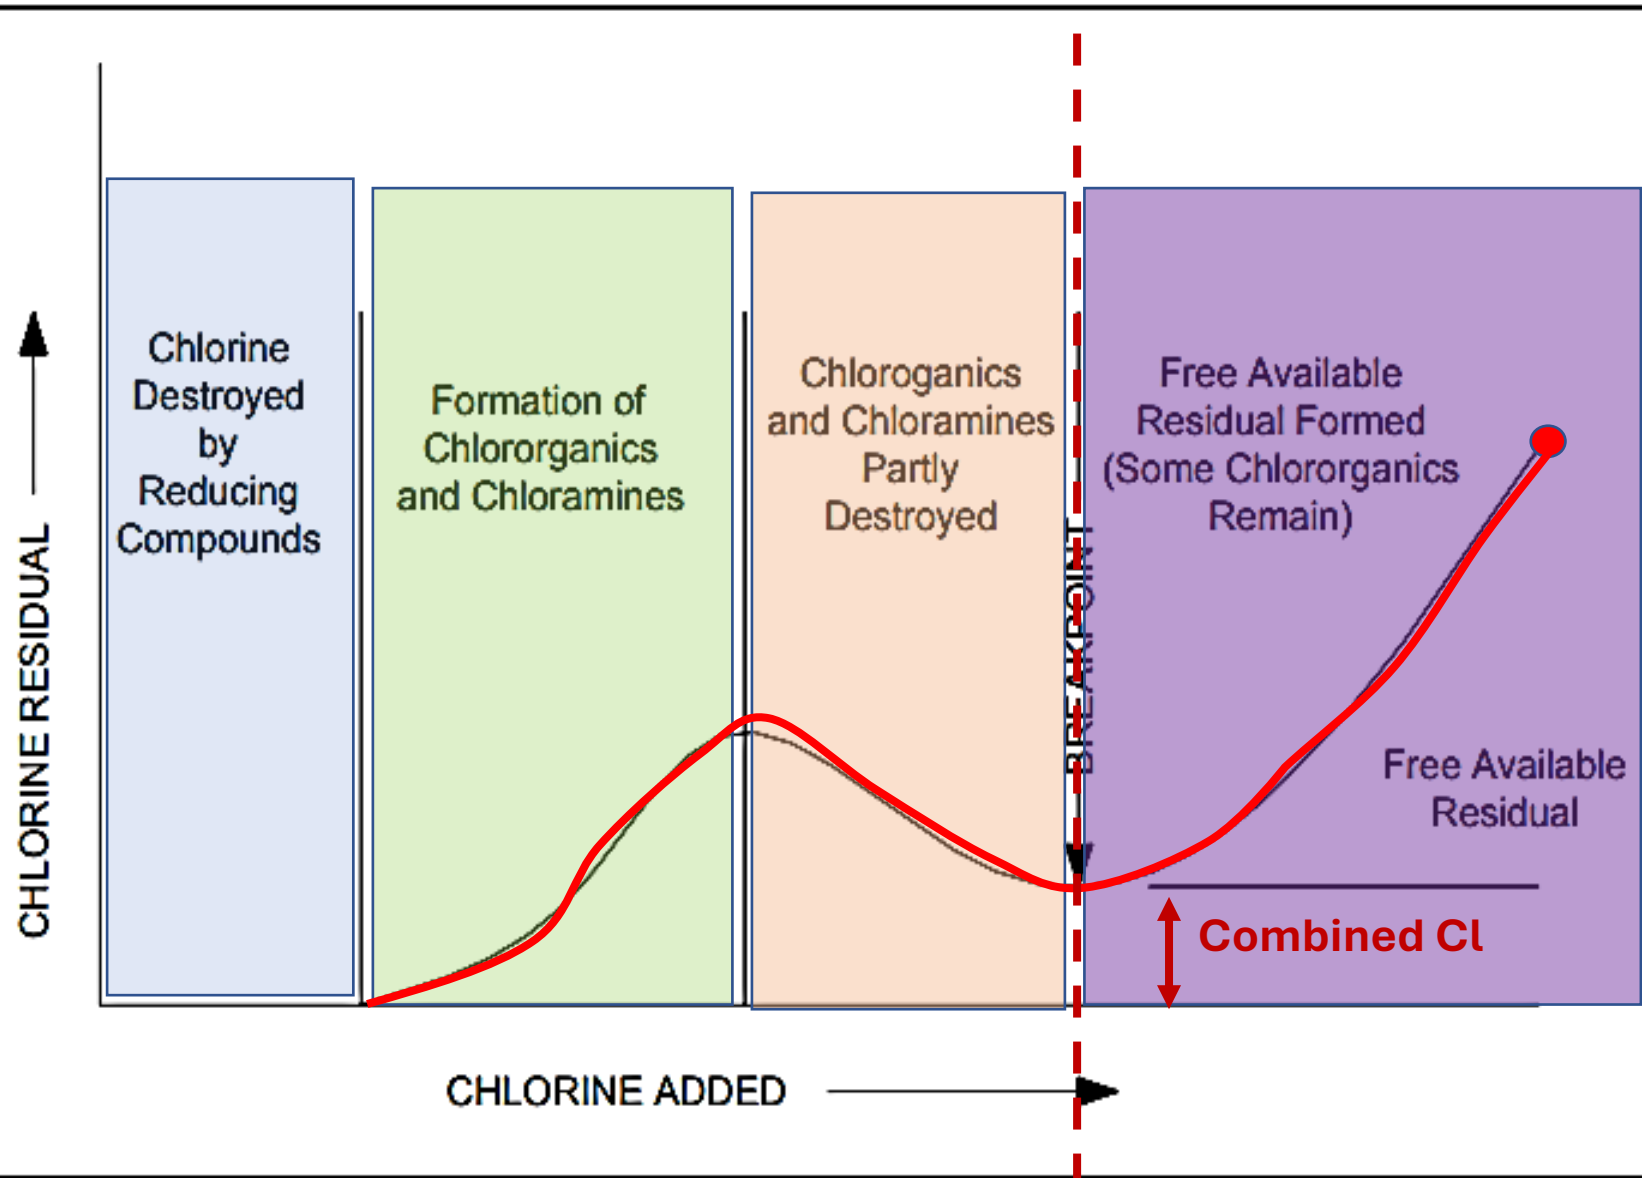 CHLORINE RESIDUAL
Chlorine
Destroyed
by
Reducing
Compounds
Formation of
Chlororganics
and Chloramines
Chloroganics
and Chloramines
Partly
Destroyed
BREAKPOINT
Free Available
Residual Formed
(Some Chlororganics
Remain)
Free Available
Residual
Combined Cl
CHLORINE ADDED